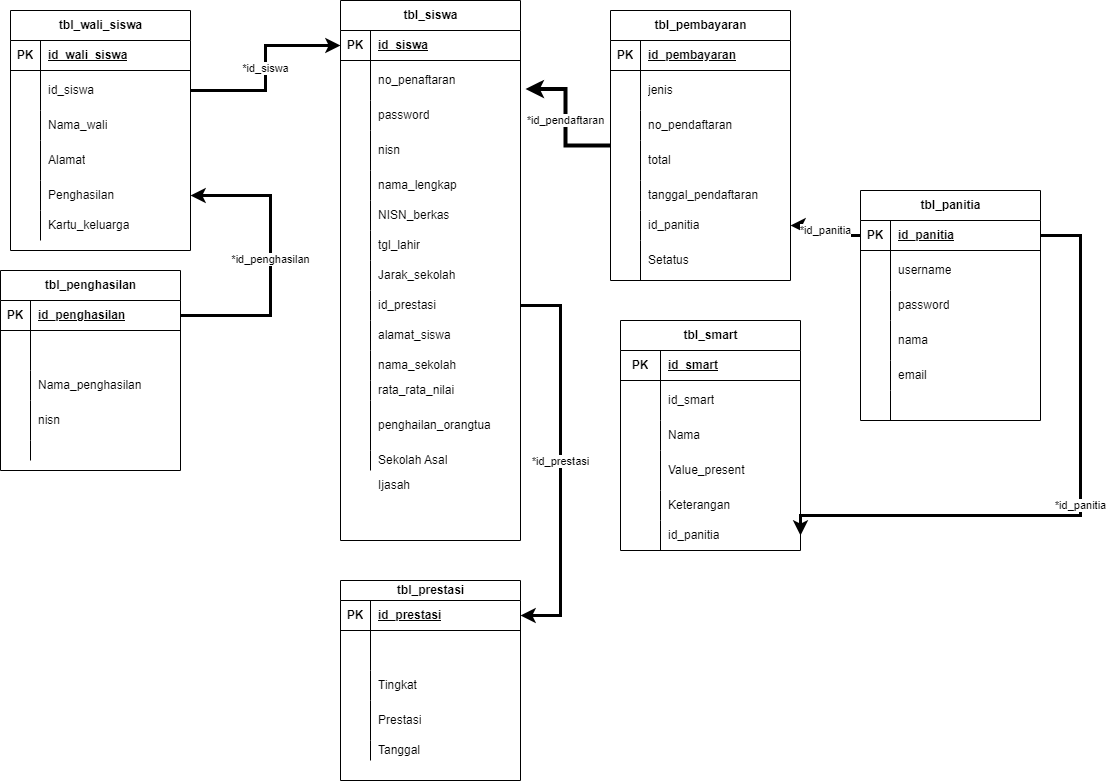 tbl_wali_siswa
PK id_wali_siswa
id_siswa
Nama_wali
Alamat
Penghasilan
Kartu_keluarga
*id_siswa
tbl_penghasilan
PK id_penghasilan
Nama_penghasilan
nisn
*id_penghasilan
tbl_siswa
PK id_siswa
no_penaftaran
password
nisn
nama_lengkap
NISN_berkas
tgl_lahir
Jarak_sekolah
id_prestasi
alamat_siswa
nama_sekolah
rata_rata_nilai
penghailan_orangtua
Sekolah Asal
Ijasah
*id_prestasi
tbl_prestasi
PK id_prestasi
Tingkat
Prestasi
Tanggal
*id_pendaftaran
tbl_pembayaran
PK id_pembayaran
jenis
no_pendaftaran
total
tanggal_pendaftaran
id_panitia
Setatus
*id_panitia
tbl_smart
PK id_smart
id_smart
Nama
Value_present
Keterangan
id_panitia
tbl_panitia
PK id_panitia
username
password
nama
email
*id_panitia